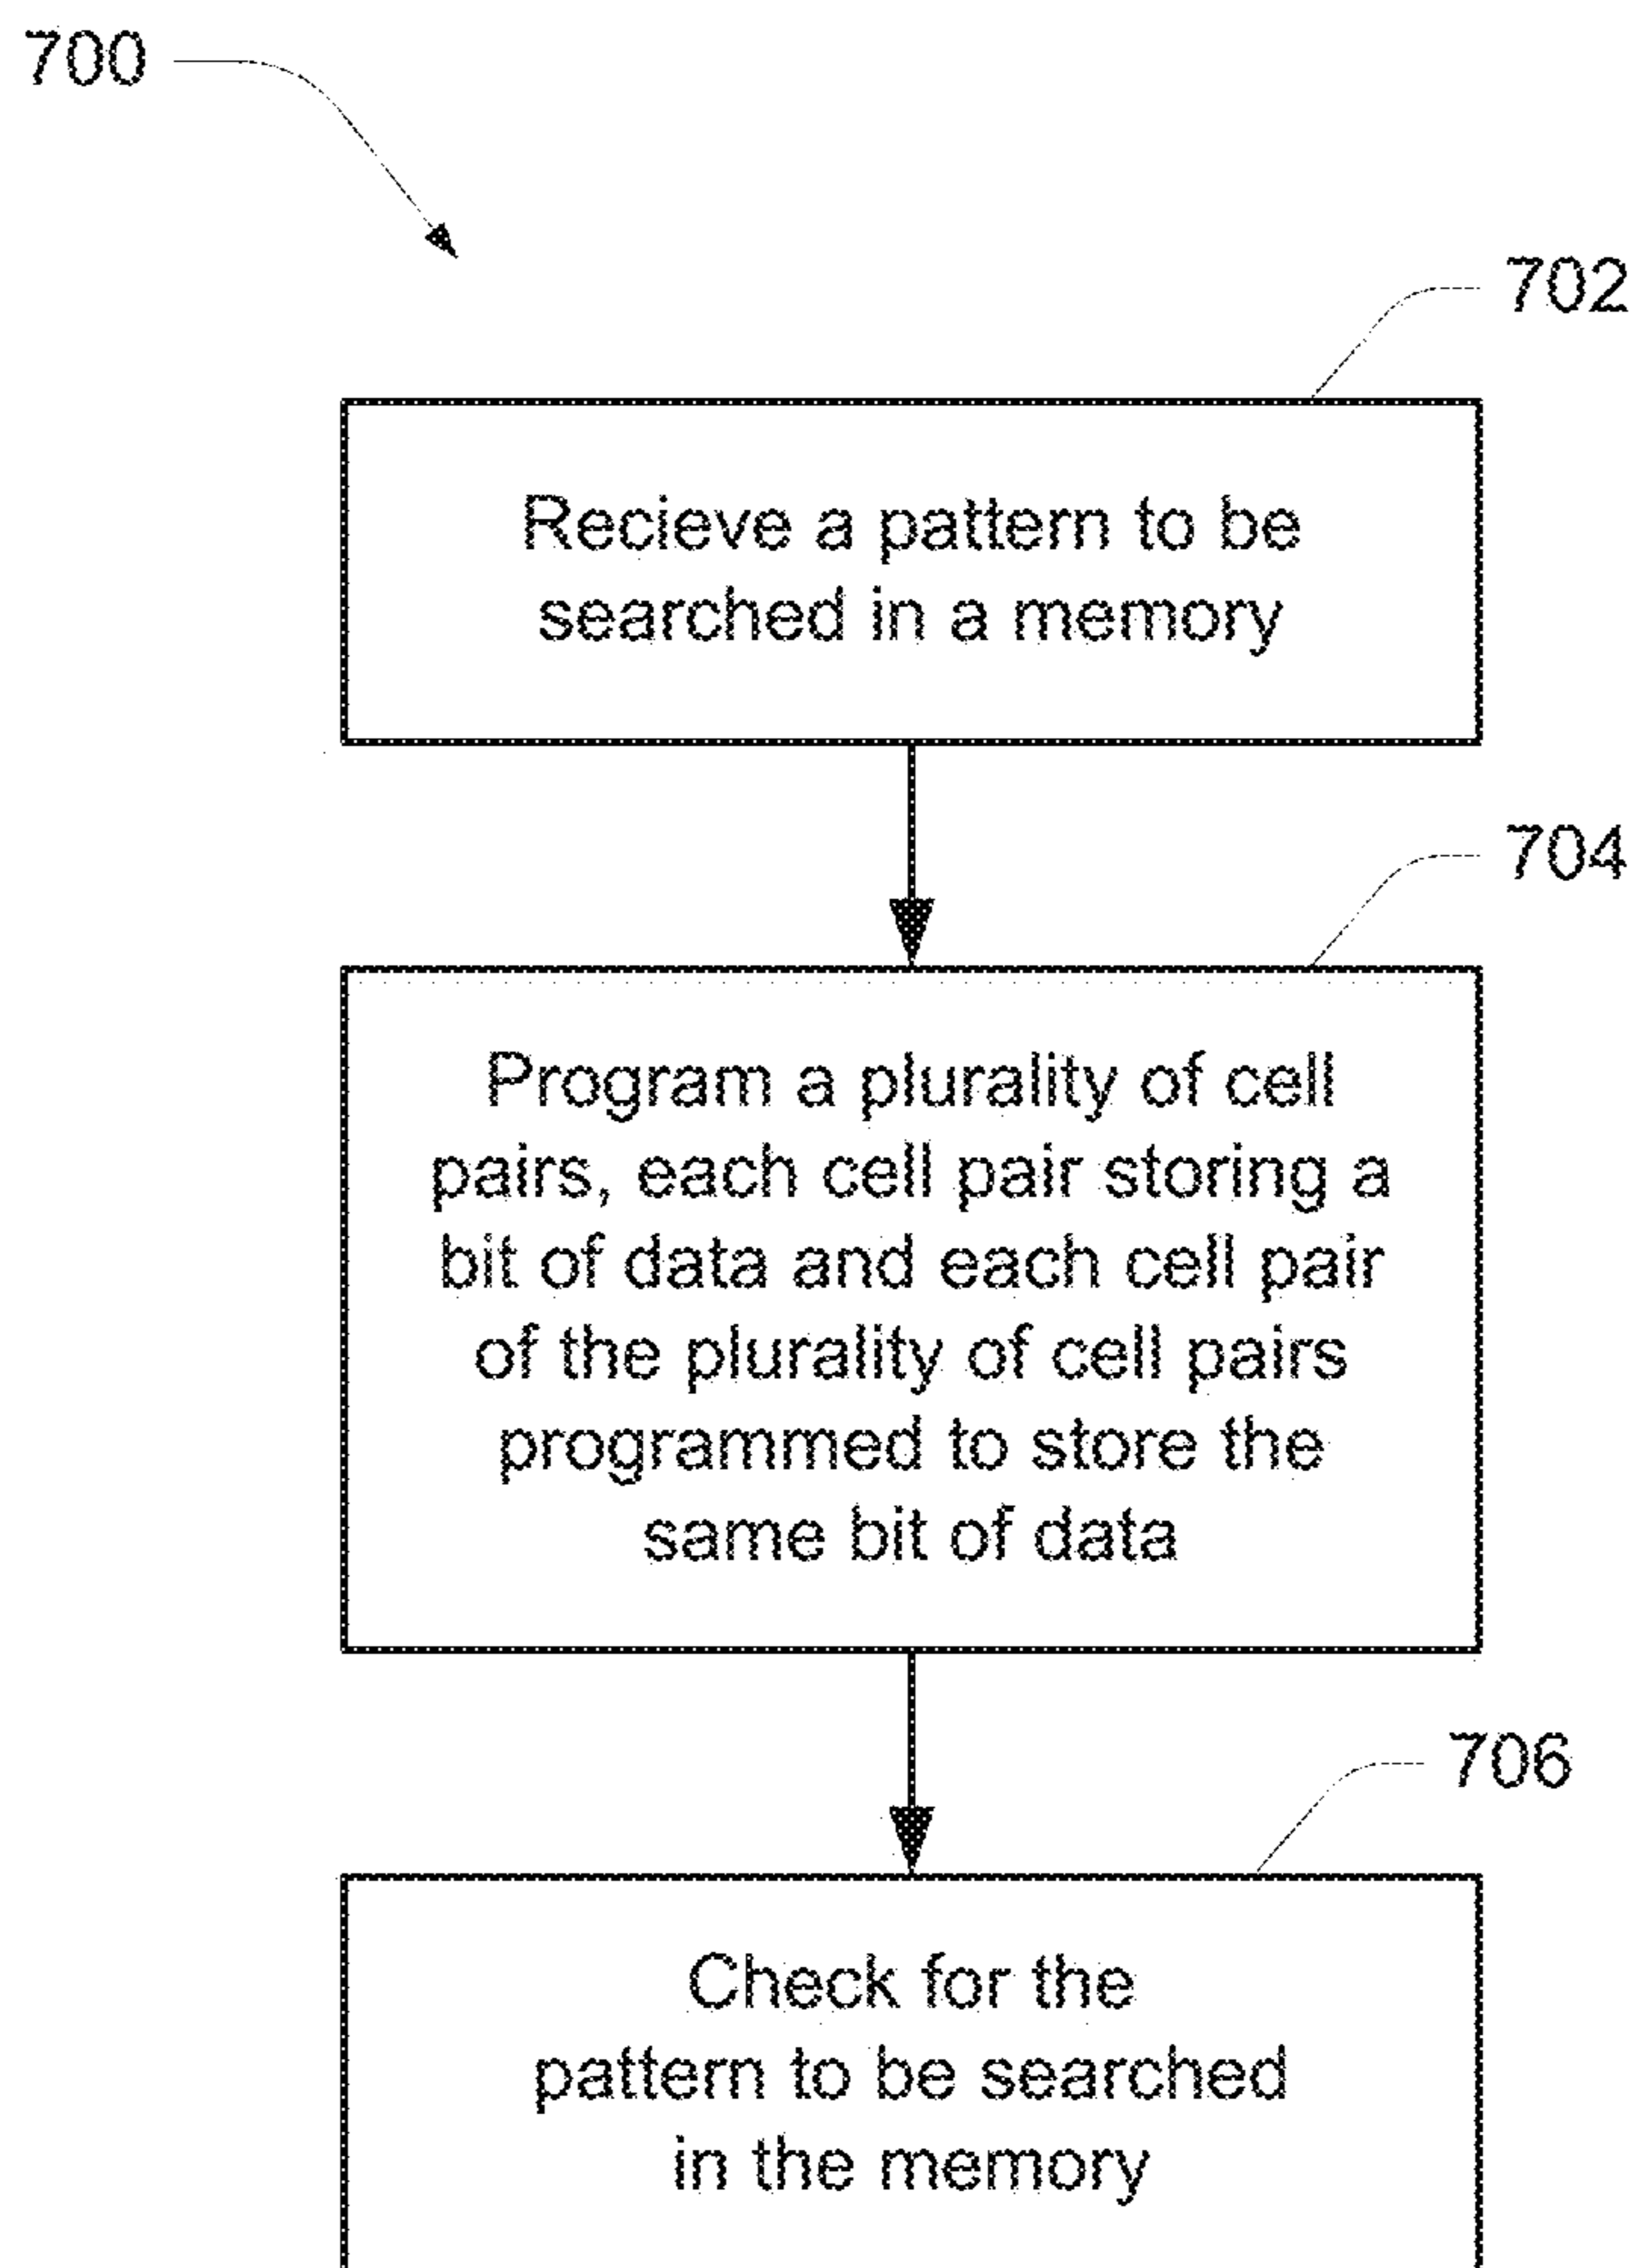 700
702
Recieve a pattern to be
searched in a memory
704
Program a plurality of cell
pairs, each cell pair storing a
bit of data and each cell pair
of the plurality of cell pairs
programmed to store the
same bit of data
706
Check for the
pattern to be searched
in the memory